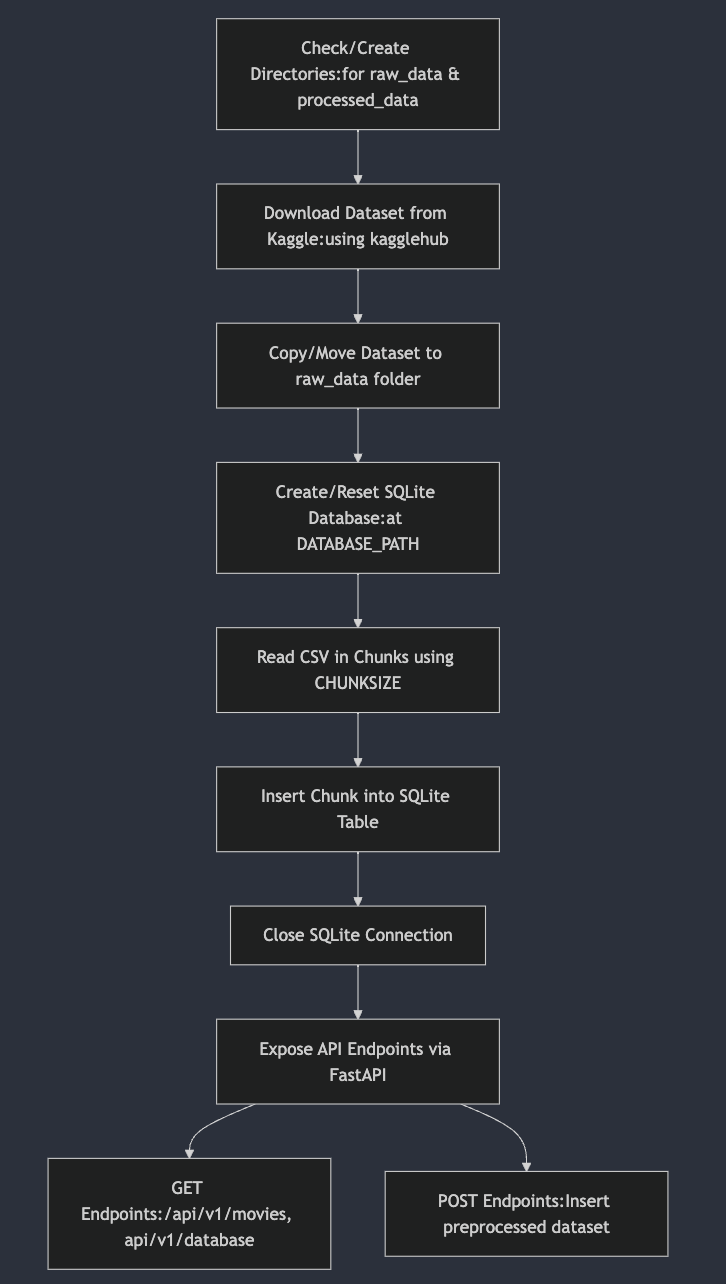 Check/Create
Directories:for raw_data &
processed_data
Download Dataset from
Kaggle:using kagglehub
Copy/Move Dataset to
raw_data folder
Create/Reset SQLite
Database:at
DATABASE_PATH
Read CSV in Chunks using
CHUNKSIZE
Insert Chunk into SQLite
Table
Close SQLite Connection
Expose API Endpoints via
FastAPI
GET
Endpoints:/api/v1/movies,
api/v1/database
POST Endpoints:Insert
preprocessed dataset